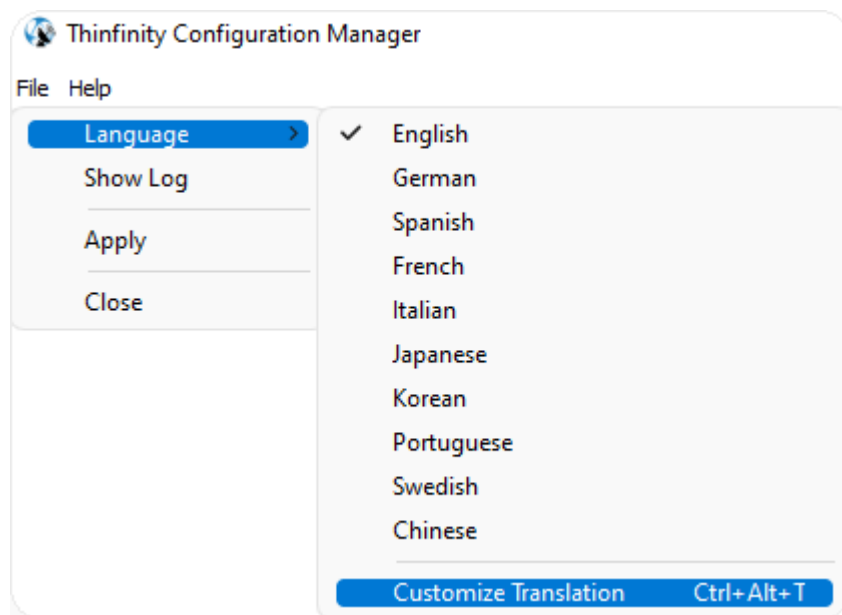 Thinfinity Configuration Manager
File Help
Language
Show Log
Apply
Close
English
German
Spanish
French
Italian
Japanese
Korean
Portuguese
Swedish
Chinese
Customize Translation Ctrl+Alt+T